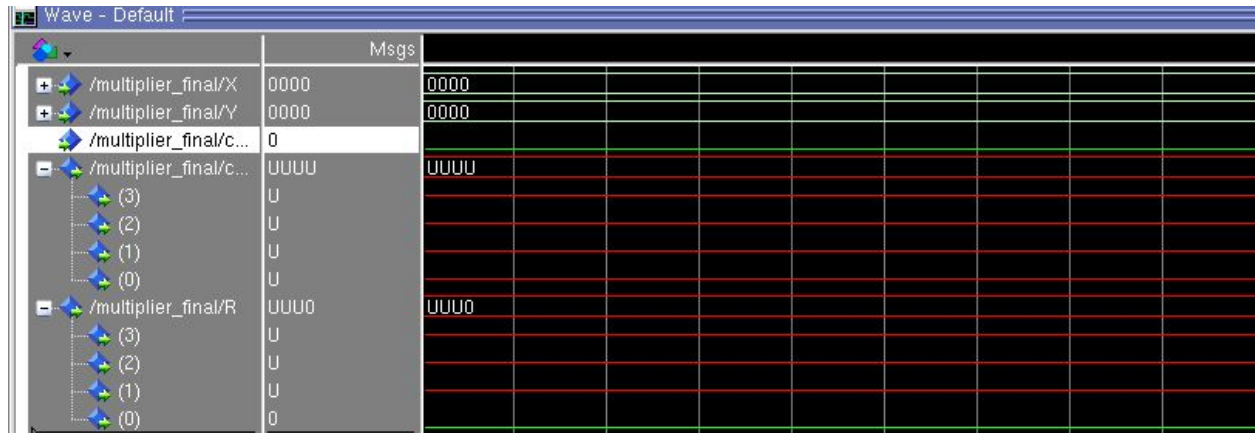 Wave - Default
Msgs
/multiplier_final/X 0000 0000
/multiplier_final/Y 0000 0000
/multiplier_final/c... 0
/multiplier_final/c... UUUU UUUU
(3) U
(2) U
(1) U
(0) U
/multiplier_final/R UUU0 UUU0
(3) U
(2) U
(1) U
(0) 0